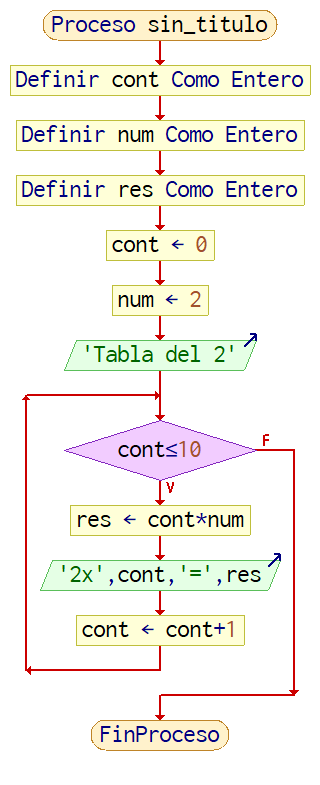 Proceso sin_titulo
Definir cont Como Entero
Definir num Como Entero
Definir res Como Entero
cont ← 0
num ← 2
'Tabla del 2'
cont≤10
F
V
res ← cont*num
'2x',cont,'=',res
cont ← cont+1
FinProceso